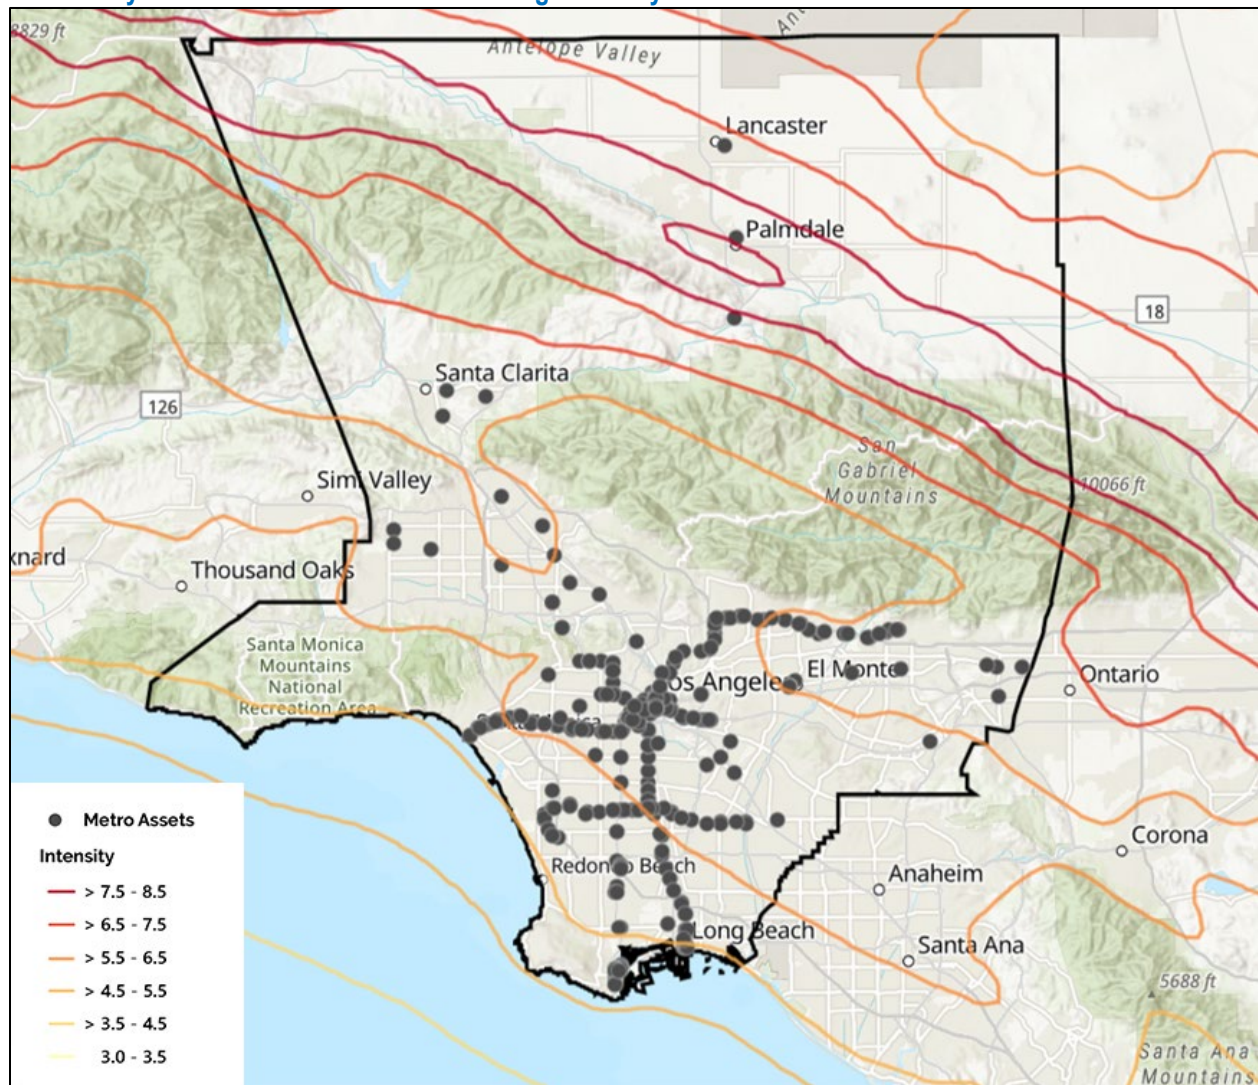 8829 ft
Antelope Valley
Ant
Lancaster
Palmdale
18
Santa Clarita
126
San
Gabriel
Mountains
10066 ft
Simi Valley
xnard
Thousand Oaks
Santa Monica
Mountains
National
Recreation Area
El Monte
Los Angeles
Ontario
Corona
Redondo Beach
Anaheim
Long Beach
Santa Ana
5688 ft
Santa Ana
Mountains
Metro Assets
Intensity
> 7.5 - 8.5
> 6.5 - 7.5
> 5.5 - 6.5
> 4.5 - 5.5
> 3.5 - 4.5
3.0 - 3.5